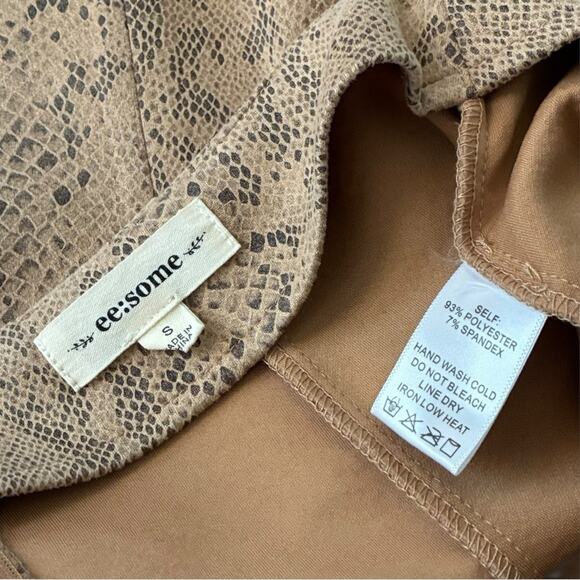 ee:some
S
MADE IN
CHINA
SELF:
93% POLYESTER
7% SPANDEX
HAND WASH COLD
DO NOT BLEACH
LINE DRY
IRON LOW HEAT